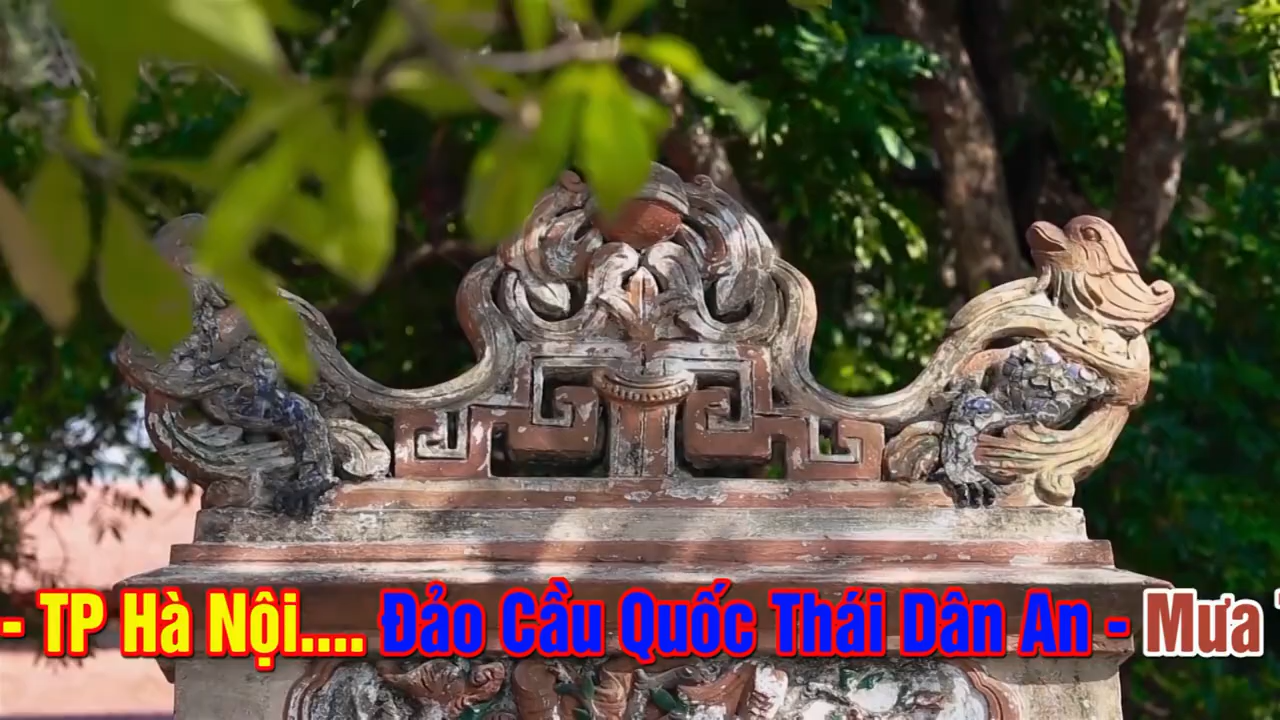 - TP Hà Nội.... Đảo Cầu Quốc Thái Dân An - Mưa